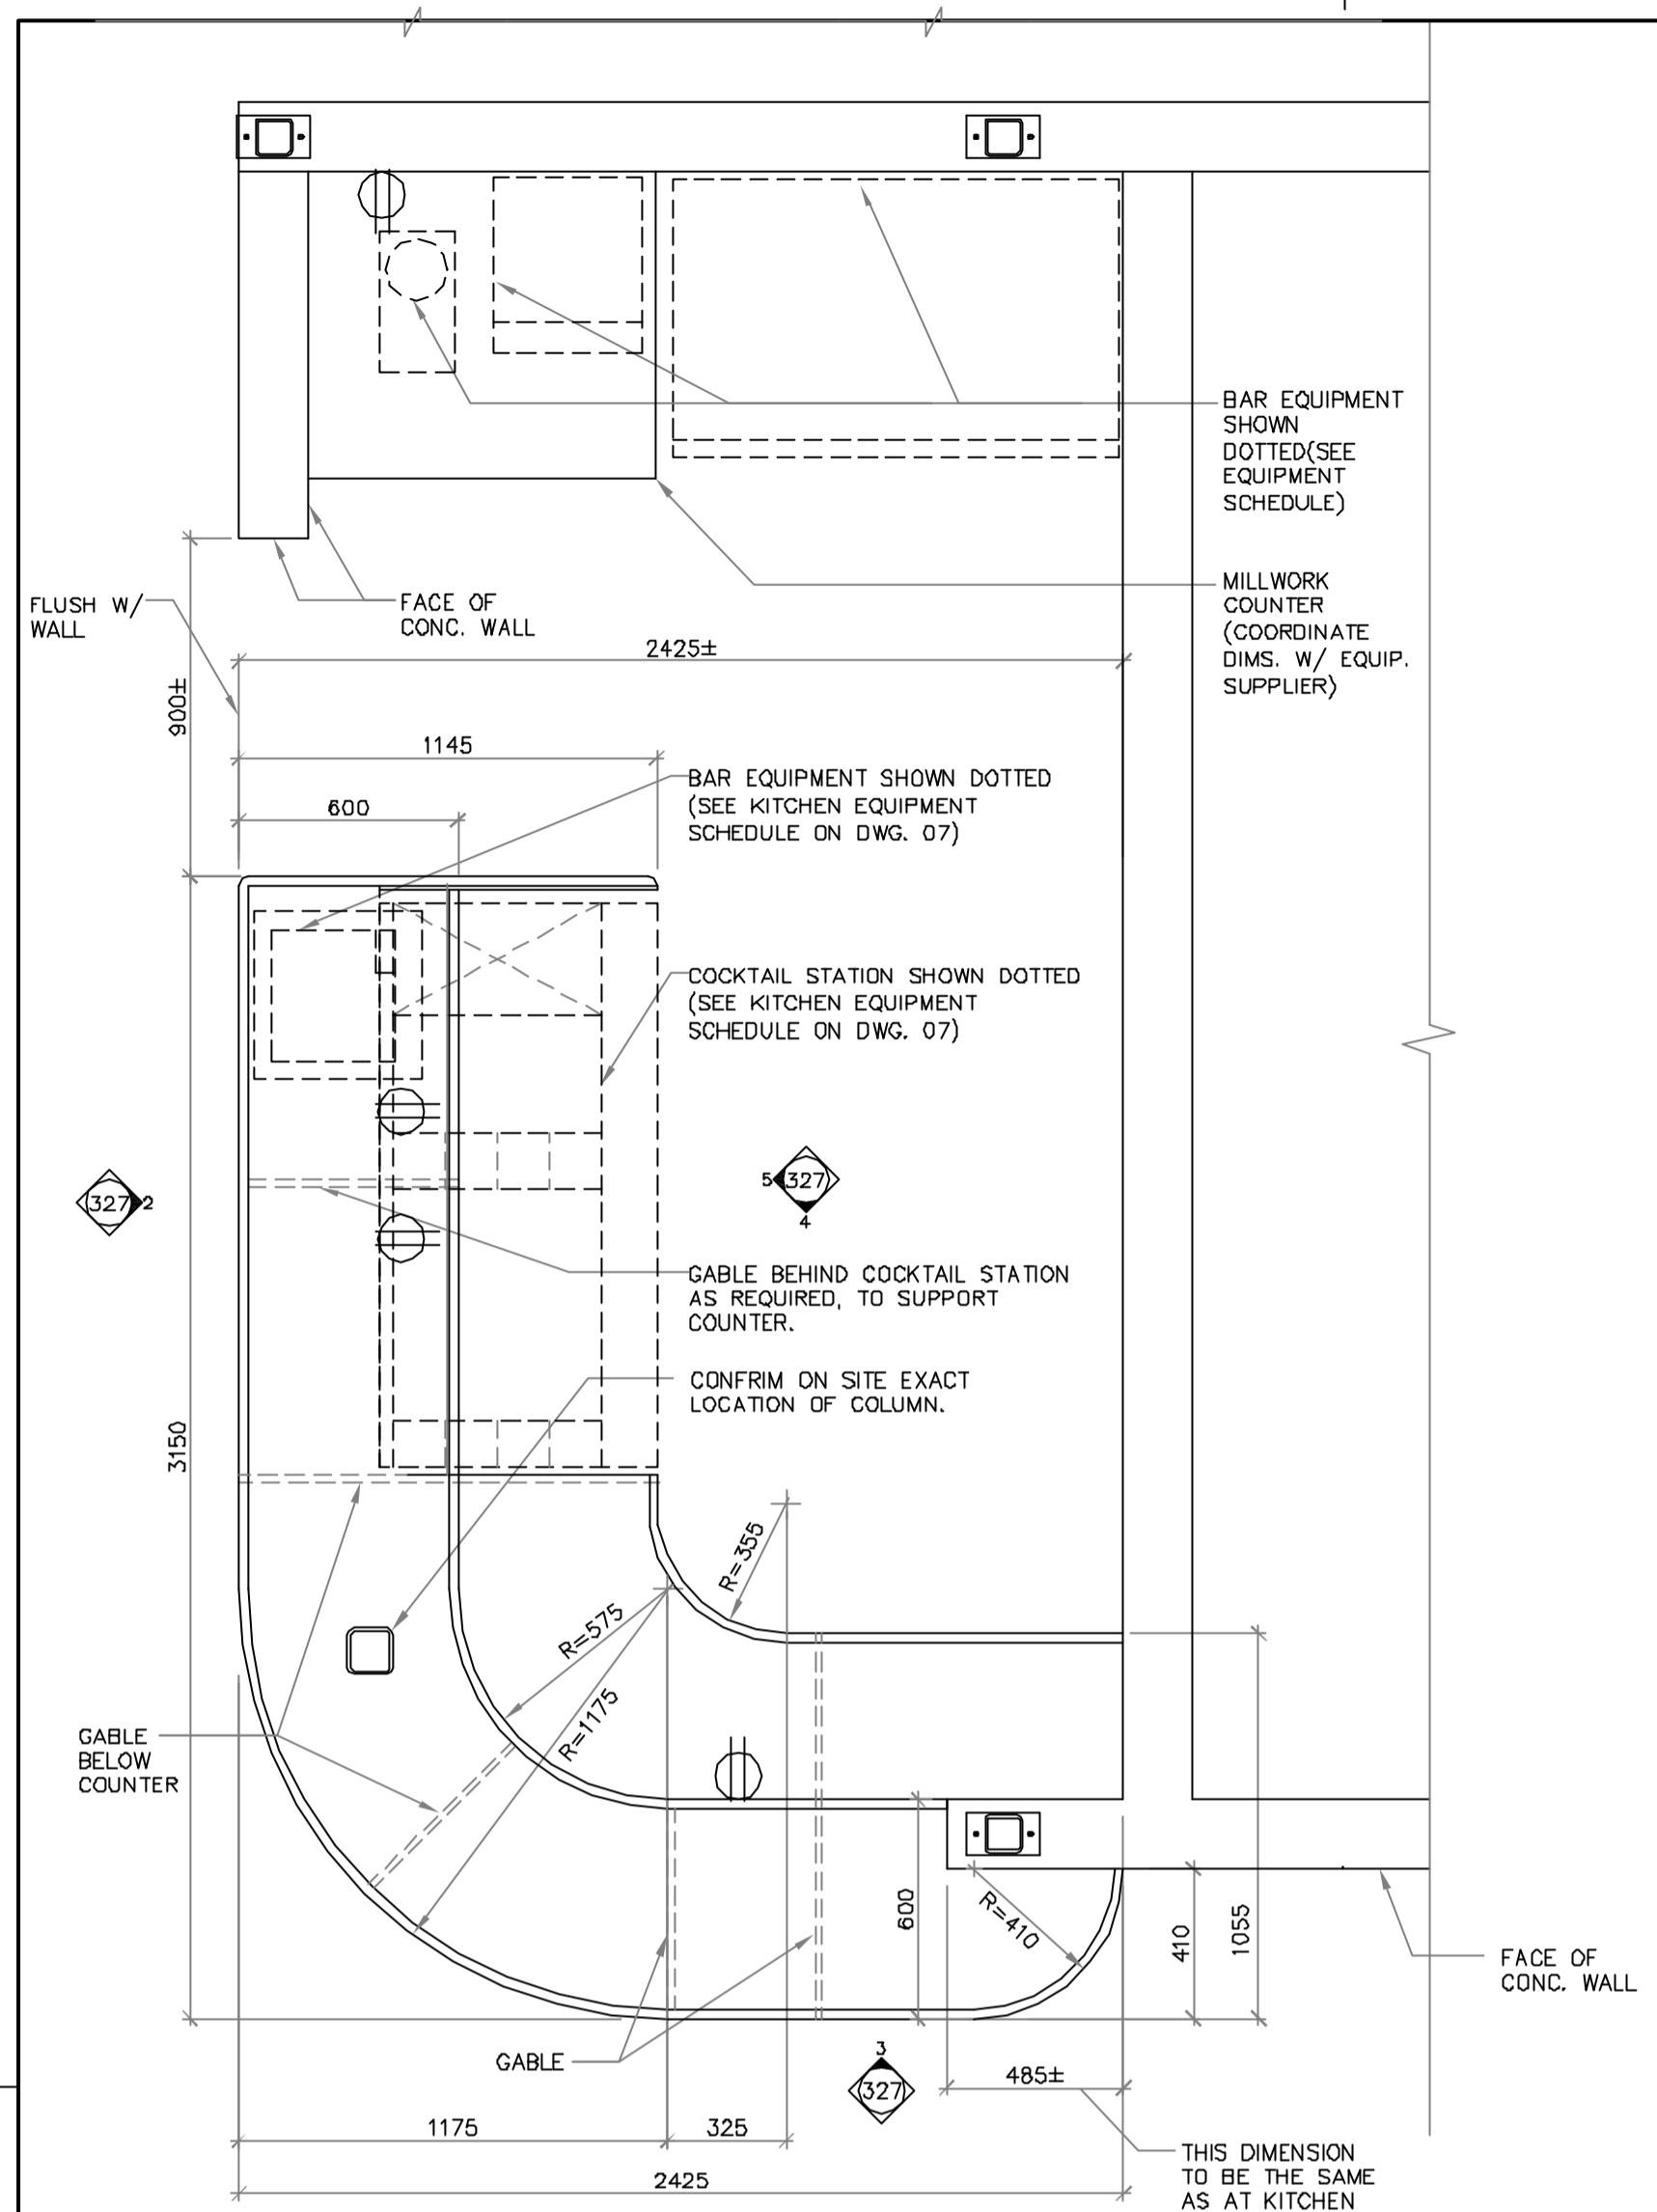 BAR EQUIPMENT
SHOWN
DOTTED(SEE
EQUIPMENT
SCHEDULE)
MILLWORK
COUNTER
(COORDINATE
DIMS. W/ EQUIP.
SUPPLIER)
FLUSH W/
WALL
FACE OF
CONC. WALL
2425±
900±
1145
600
BAR EQUIPMENT SHOWN DOTTED
(SEE KITCHEN EQUIPMENT
SCHEDULE ON DWG. 07)
COCKTAIL STATION SHOWN DOTTED
(SEE KITCHEN EQUIPMENT
SCHEDULE ON DWG. 07)
327 2
5 327
4
GABLE BEHIND COCKTAIL STATION
AS REQUIRED, TO SUPPORT
COUNTER.
CONFRIM ON SITE EXACT
LOCATION OF COLUMN.
3150
R=355
R=575
R=1175
GABLE
BELOW
COUNTER
600
R=410
410
1055
FACE OF
CONC. WALL
GABLE
3
327
485±
1175
325
2425
THIS DIMENSION
TO BE THE SAME
AS AT KITCHEN